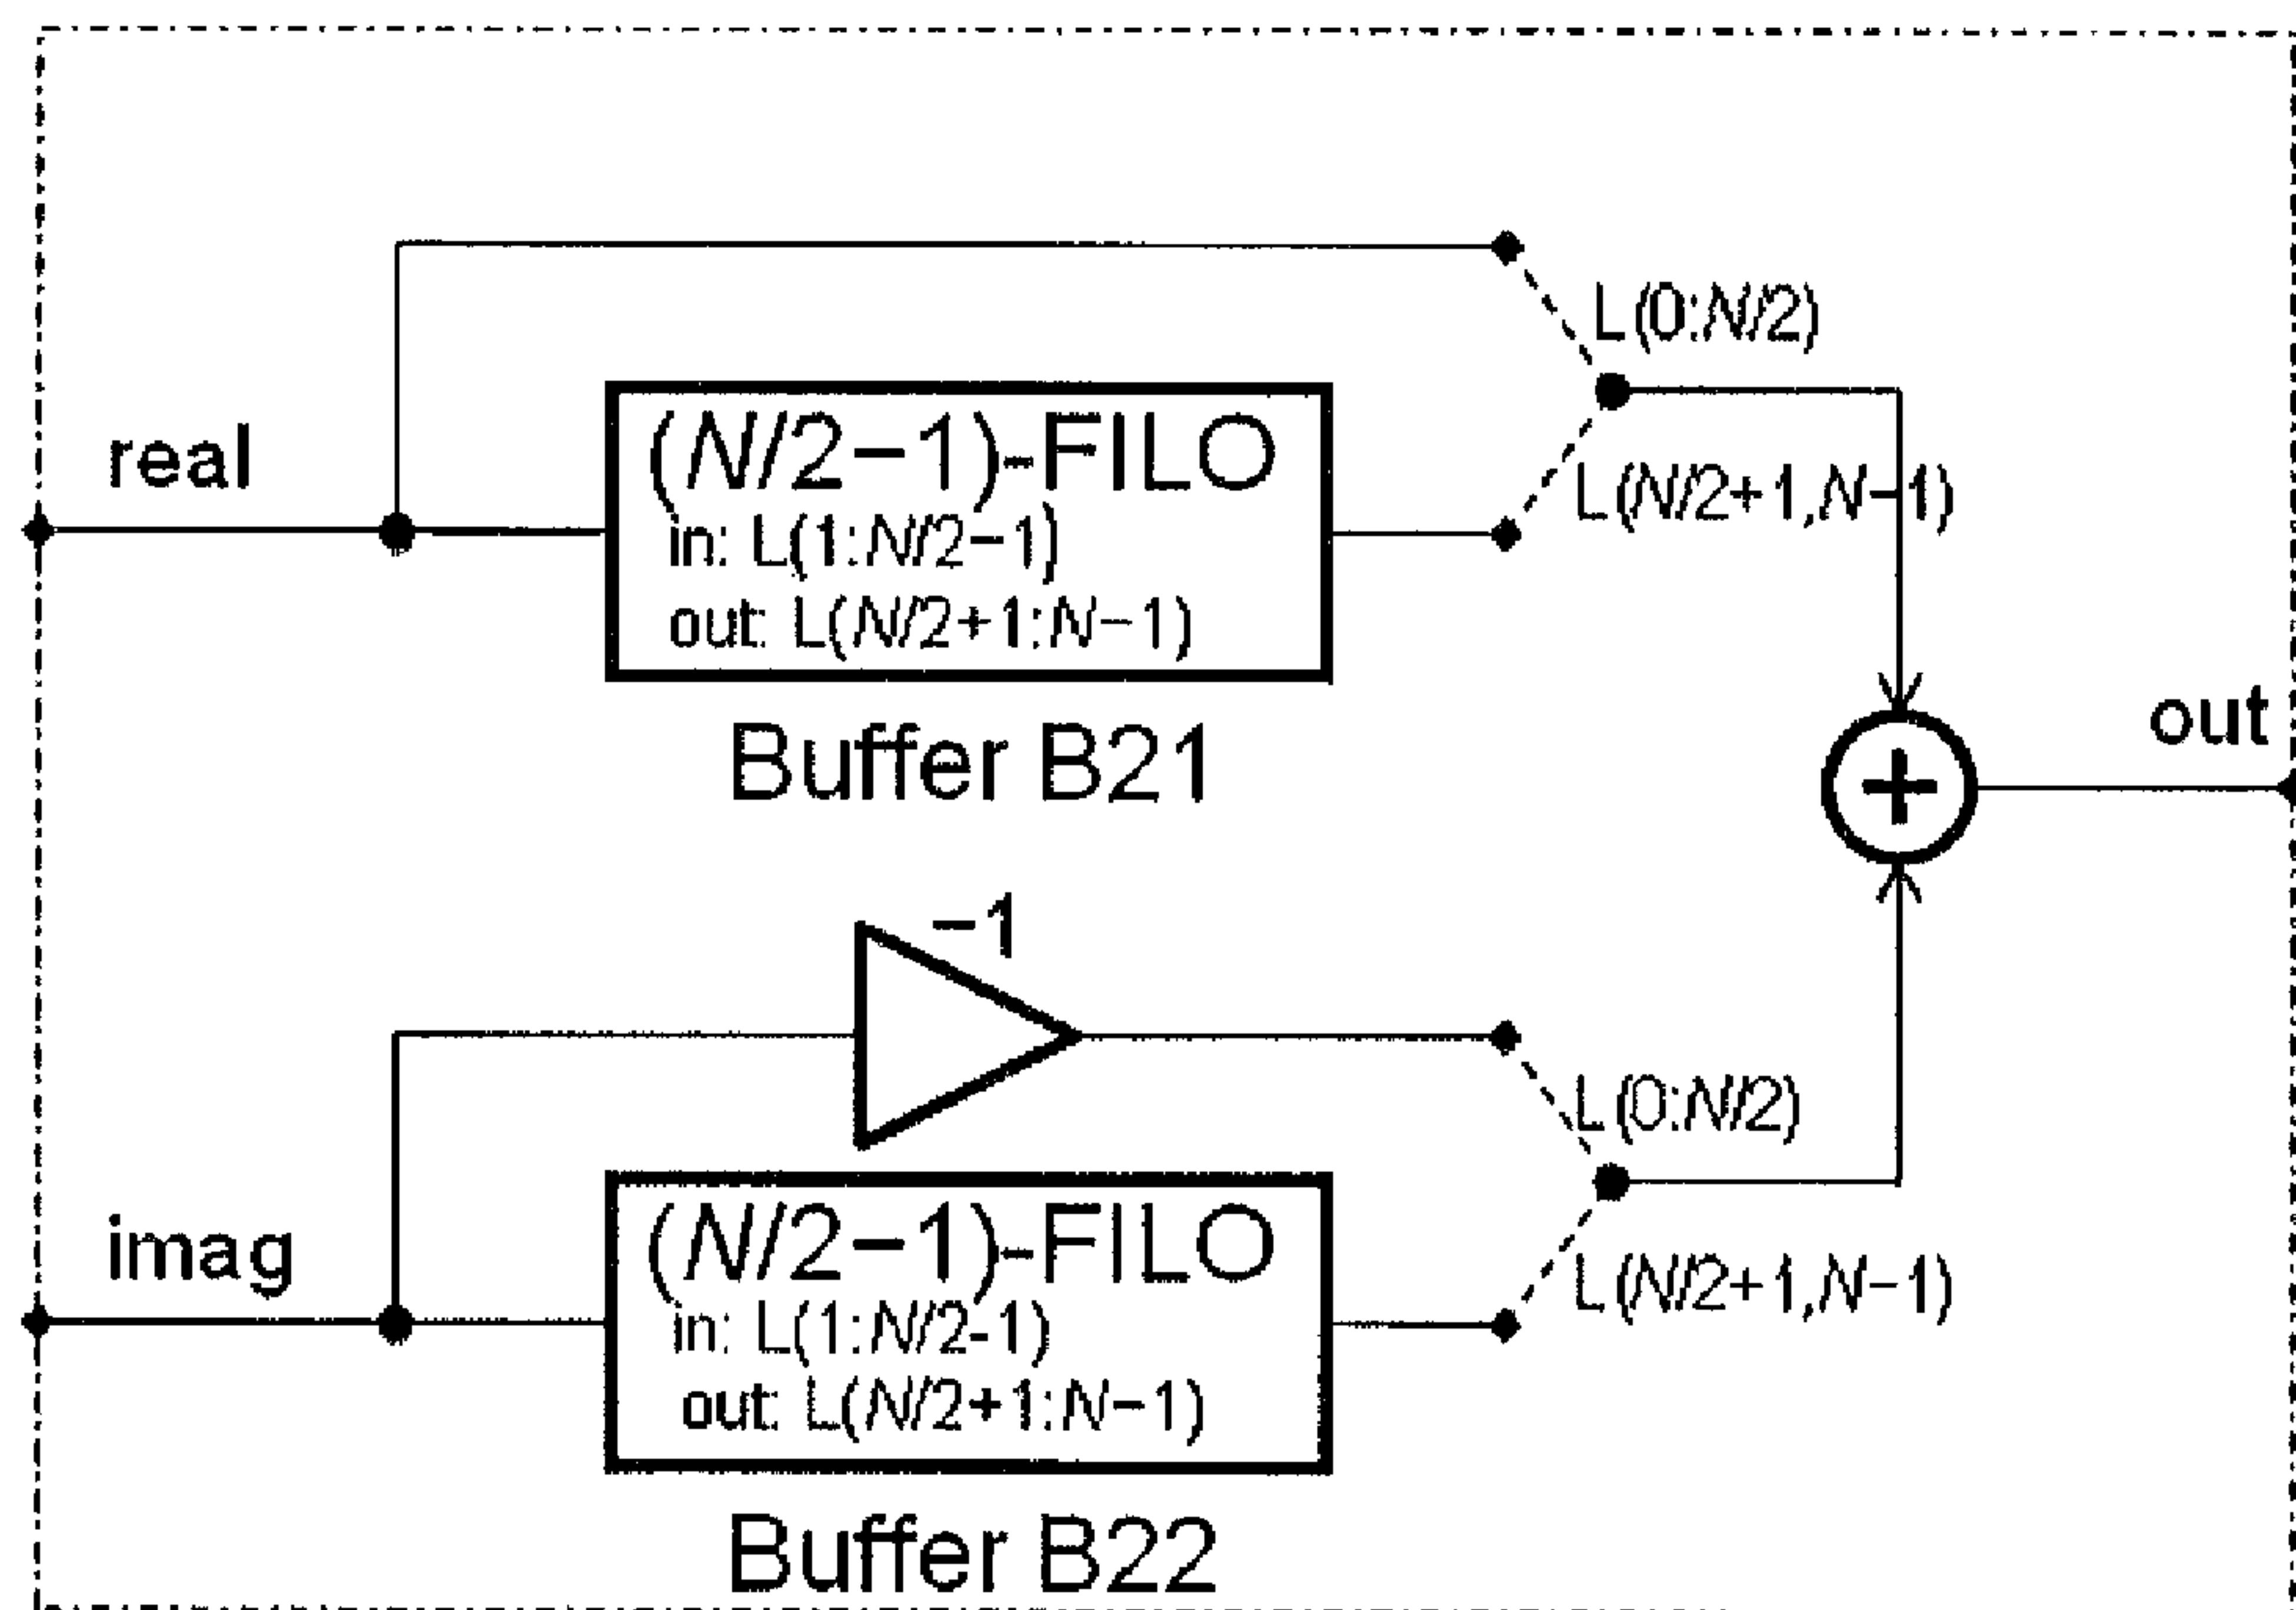 L(0:N/2)
real
(N/2−1)-FILO
in: L(1:N/2−1)
out: L(N/2+1:N−1)
L(N/2+1,N−1)
Buffer B21
+
out
−1
L(0:N/2)
imag
(N/2−1)-FILO
in: L(1:N/2-1)
out: L(N/2+1:N−1)
L(N/2+1,N−1)
Buffer B22